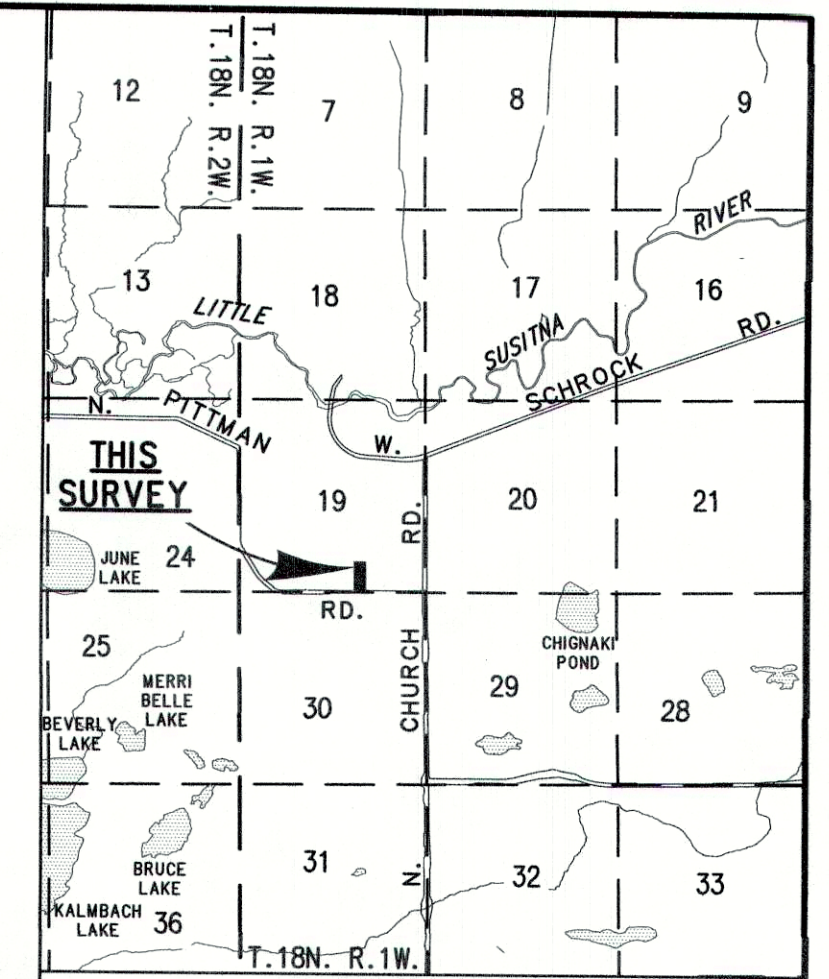 T.18N. R.2W.
T.18N. R.1W.
12
7
8
9
13
18
17
16
LITTLE
SUSITNA
RIVER
N. PITTMAN
RD.
W. SCHROCK RD.
THIS
SURVEY
19
20
21
24
JUNE
LAKE
CHIGNAKI
POND
25
30
29
28
MERRI
BELLE
LAKE
BEVERLY
LAKE
N. CHURCH RD.
BRUCE
LAKE
31
32
33
KALMBACH
LAKE
36
T.18N. R.1W.